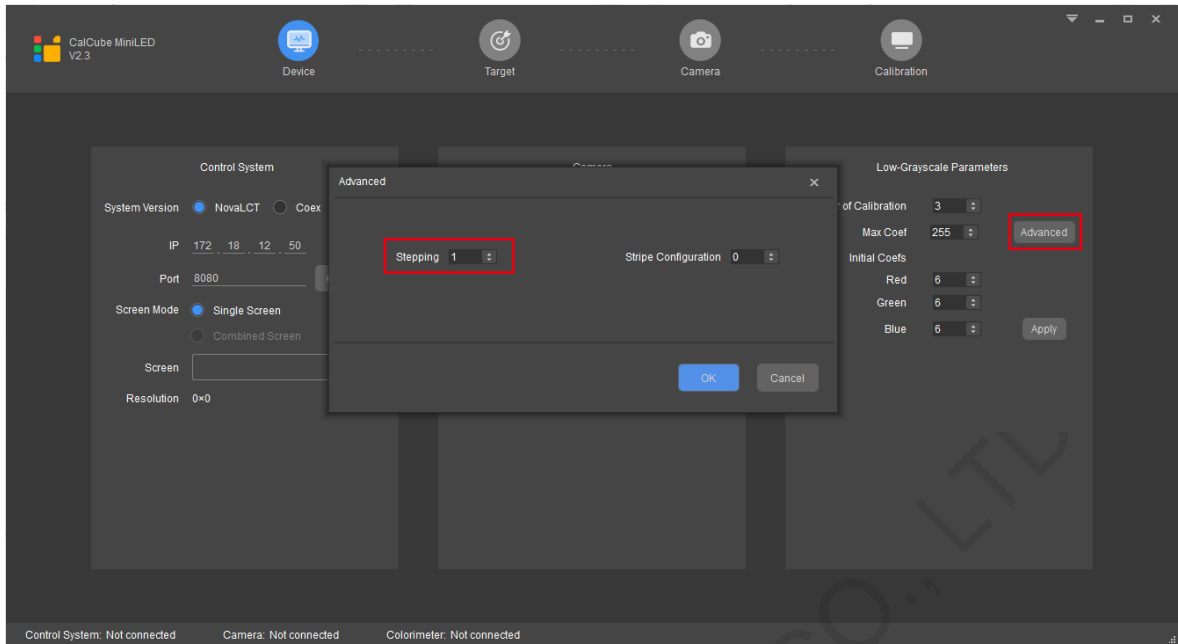 CalCube MiniLED
V2.3
Device
Target
Camera
Calibration
Control System
System Version NovaLCT Coex
IP 172 . 18 . 12 . 50
Port 8080
Screen Mode Single Screen
Combined Screen
Screen
Resolution 0×0
Camera
Advanced
Stepping 1
Stripe Configuration 0
OK
Cancel
Low-Grayscale Parameters
of Calibration 3
Max Coef 255
Advanced
Initial Coefs
Red 6
Green 6
Blue 6
Apply
Control System: Not connected
Camera: Not connected
Colorimeter: Not connected